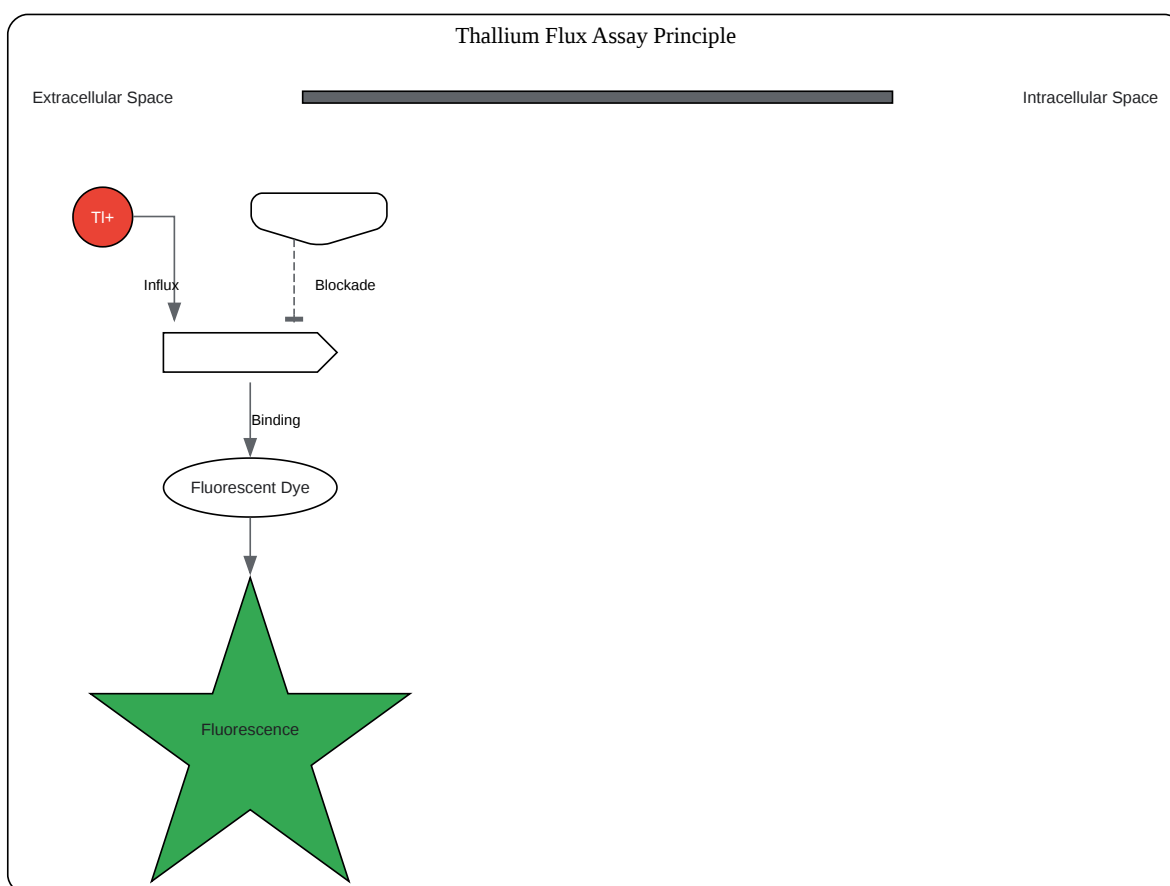 Thallium Flux Assay Principle
Extracellular Space
Intracellular Space
Tl+
Influx
Blockade
Binding
Fluorescent Dye
Fluorescence